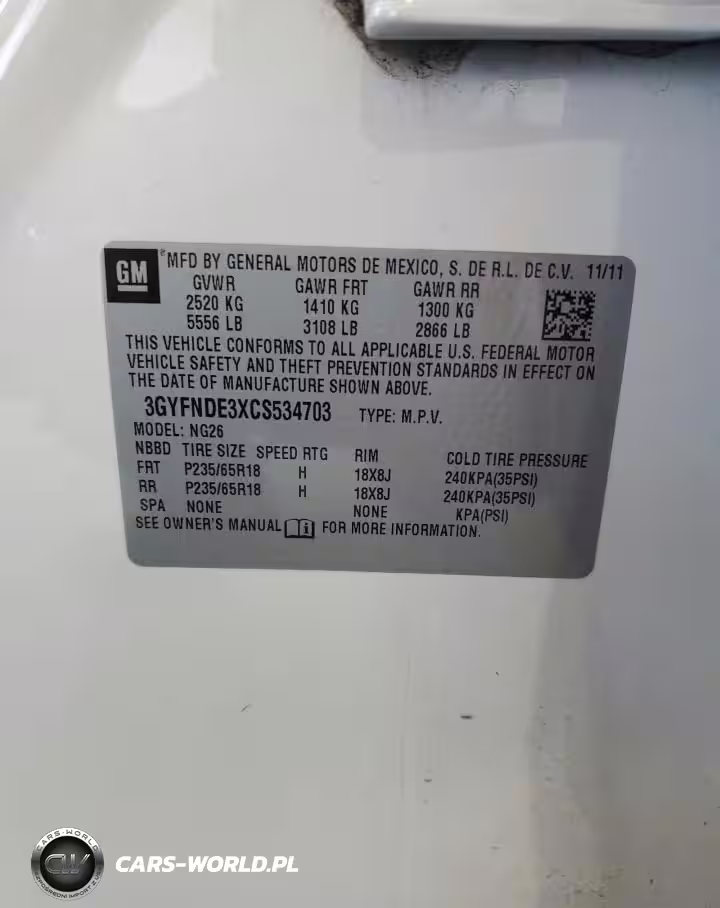 GM
MFD BY GENERAL MOTORS DE MEXICO, S. DE R.L. DE C.V. 11/11
GVWR GAWR FRT GAWR RR
2520 KG 1410 KG 1300 KG
5556 LB 3108 LB 2866 LB
THIS VEHICLE CONFORMS TO ALL APPLICABLE U.S. FEDERAL MOTOR
VEHICLE SAFETY AND THEFT PREVENTION STANDARDS IN EFFECT ON
THE DATE OF MANUFACTURE SHOWN ABOVE.
3GYFNDE3XCS534703 TYPE: M.P.V.
MODEL: NG26
NBBD TIRE SIZE SPEED RTG RIM COLD TIRE PRESSURE
FRT P235/65R18 H 18X8J 240KPA(35PSI)
RR P235/65R18 H 18X8J 240KPA(35PSI)
SPA NONE NONE KPA(PSI)
SEE OWNER'S MANUAL FOR MORE INFORMATION.
CARS-WORLD
CW
CARS-WORLD.PL